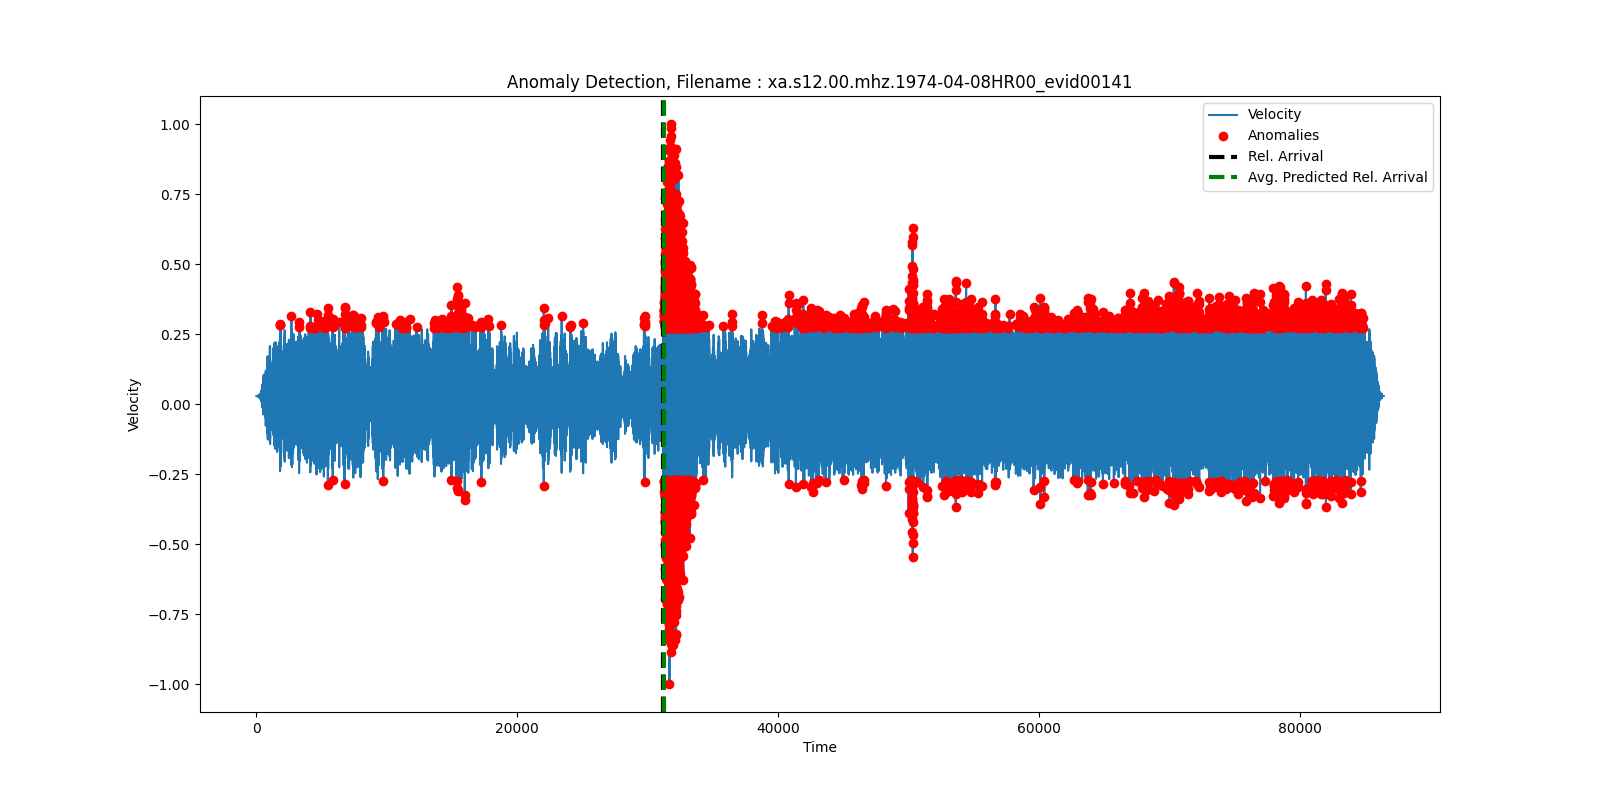 Anomaly Detection, Filename : xa.s12.00.mhz.1974-04-08HR00_evid00141
Velocity
Anomalies
Rel. Arrival
Avg. Predicted Rel. Arrival
1.00
0.75
0.50
0.25
0.00
−0.25
−0.50
−0.75
−1.00
Velocity
0 20000 40000 60000 80000
Time